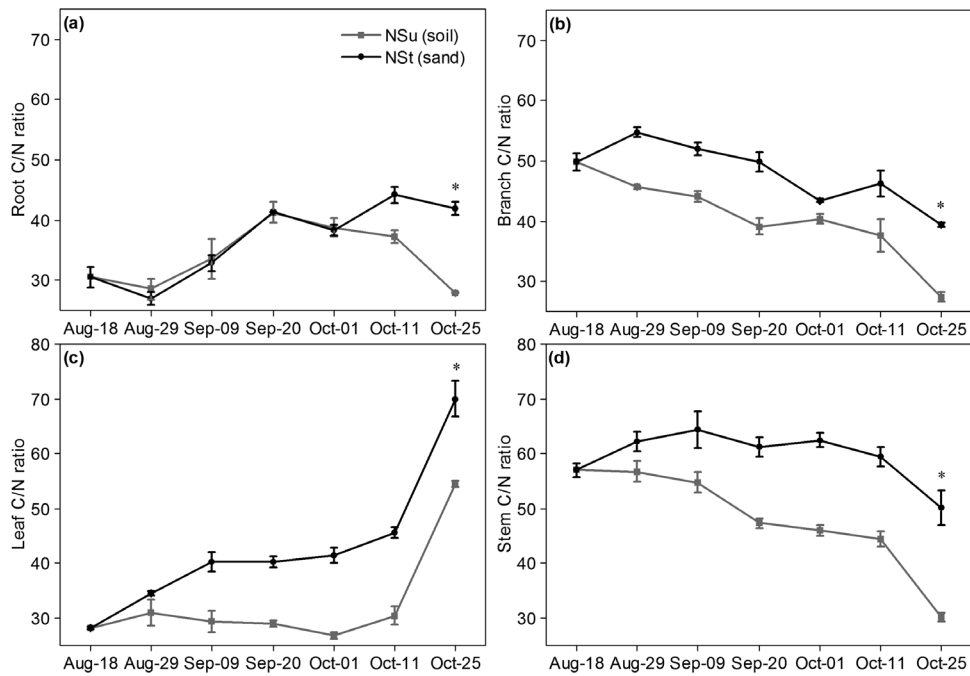 (a)
NSu (soil)
NSt (sand)
Root C/N ratio
70
60
50
40
30
*
Aug-18 Aug-29 Sep-09 Sep-20 Oct-01 Oct-11 Oct-25
(b)
Branch C/N ratio
70
60
50
40
30
*
Aug-18 Aug-29 Sep-09 Sep-20 Oct-01 Oct-11 Oct-25
(c)
Leaf C/N ratio
80
70
60
50
40
30
*
Aug-18 Aug-29 Sep-09 Sep-20 Oct-01 Oct-11 Oct-25
(d)
Stem C/N ratio
80
70
60
50
40
30
*
Aug-18 Aug-29 Sep-09 Sep-20 Oct-01 Oct-11 Oct-25